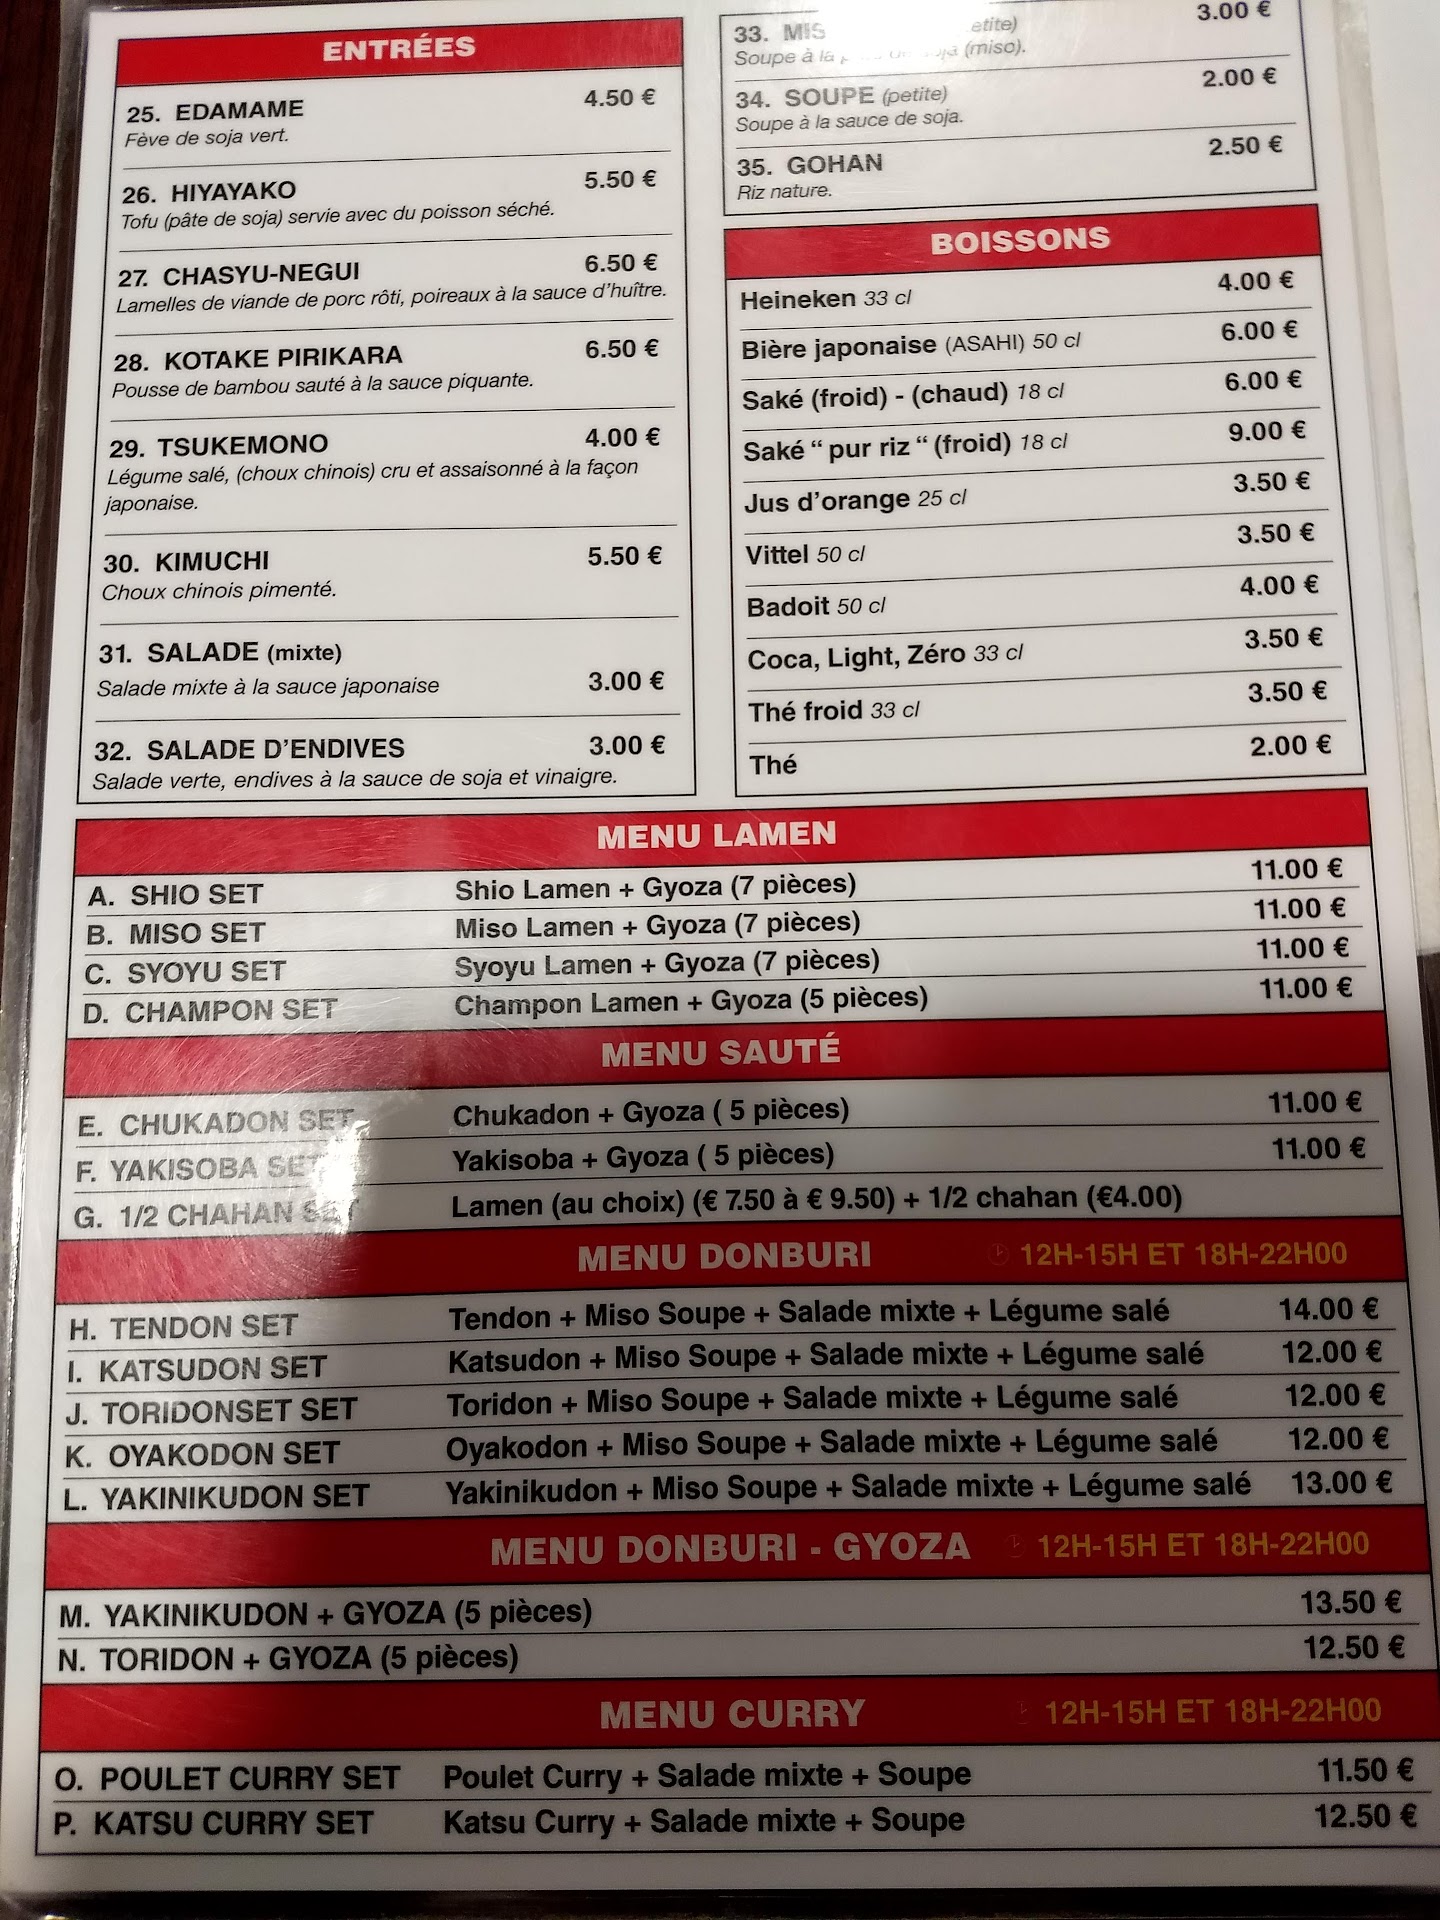 ENTRÉES
25. EDAMAME 4.50 €
Fève de soja vert.
26. HIYAYAKO 5.50 €
Tofu (pâte de soja) servie avec du poisson séché.
27. CHASYU-NEGUI 6.50 €
Lamelles de viande de porc rôti, poireaux à la sauce d'huître.
28. KOTAKE PIRIKARA 6.50 €
Pousse de bambou sauté à la sauce piquante.
29. TSUKEMONO 4.00 €
Légume salé, (choux chinois) cru et assaisonné à la façon
japonaise.
30. KIMUCHI 5.50 €
Choux chinois pimenté.
31. SALADE (mixte)
Salade mixte à la sauce japonaise 3.00 €
32. SALADE D'ENDIVES 3.00 €
Salade verte, endives à la sauce de soja et vinaigre.
33. 3.00 €
Soupe à la (miso).
34. SOUPE (petite) 2.00 €
Soupe à la sauce de soja.
35. GOHAN 2.50 €
Riz nature.
BOISSONS
Heineken 33 cl 4.00 €
Bière japonaise (ASAHI) 50 cl 6.00 €
Saké (froid) - (chaud) 18 cl 6.00 €
Saké “ pur riz “ (froid) 18 cl 9.00 €
Jus d'orange 25 cl 3.50 €
Vittel 50 cl 3.50 €
Badoit 50 cl 4.00 €
Coca, Light, Zéro 33 cl 3.50 €
Thé froid 33 cl 3.50 €
Thé 2.00 €
MENU LAMEN
A. SHIO SET Shio Lamen + Gyoza (7 pièces) 11.00 €
B. MISO SET Miso Lamen + Gyoza (7 pièces) 11.00 €
C. SYOYU SET Syoyu Lamen + Gyoza (7 pièces) 11.00 €
D. CHAMPON SET Champon Lamen + Gyoza (5 pièces) 11.00 €
MENU SAUTÉ
E. CHUKADON SET Chukadon + Gyoza ( 5 pièces) 11.00 €
F. YAKISOBA SET Yakisoba + Gyoza ( 5 pièces) 11.00 €
G. 1/2 CHAHAN SET Lamen (au choix) (€ 7.50 à € 9.50) + 1/2 chahan (€4.00)
MENU DONBURI 12H-15H ET 18H-22H00
H. TENDON SET Tendon + Miso Soupe + Salade mixte + Légume salé 14.00 €
I. KATSUDON SET Katsudon + Miso Soupe + Salade mixte + Légume salé 12.00 €
J. TORIDONSET SET Toridon + Miso Soupe + Salade mixte + Légume salé 12.00 €
K. OYAKODON SET Oyakodon + Miso Soupe + Salade mixte + Légume salé 12.00 €
L. YAKINIKUDON SET Yakinikudon + Miso Soupe + Salade mixte + Légume salé 13.00 €
MENU DONBURI - GYOZA 12H-15H ET 18H-22H00
M. YAKINIKUDON + GYOZA (5 pièces) 13.50 €
N. TORIDON + GYOZA (5 pièces) 12.50 €
MENU CURRY 12H-15H ET 18H-22H00
O. POULET CURRY SET Poulet Curry + Salade mixte + Soupe 11.50 €
P. KATSU CURRY SET Katsu Curry + Salade mixte + Soupe 12.50 €